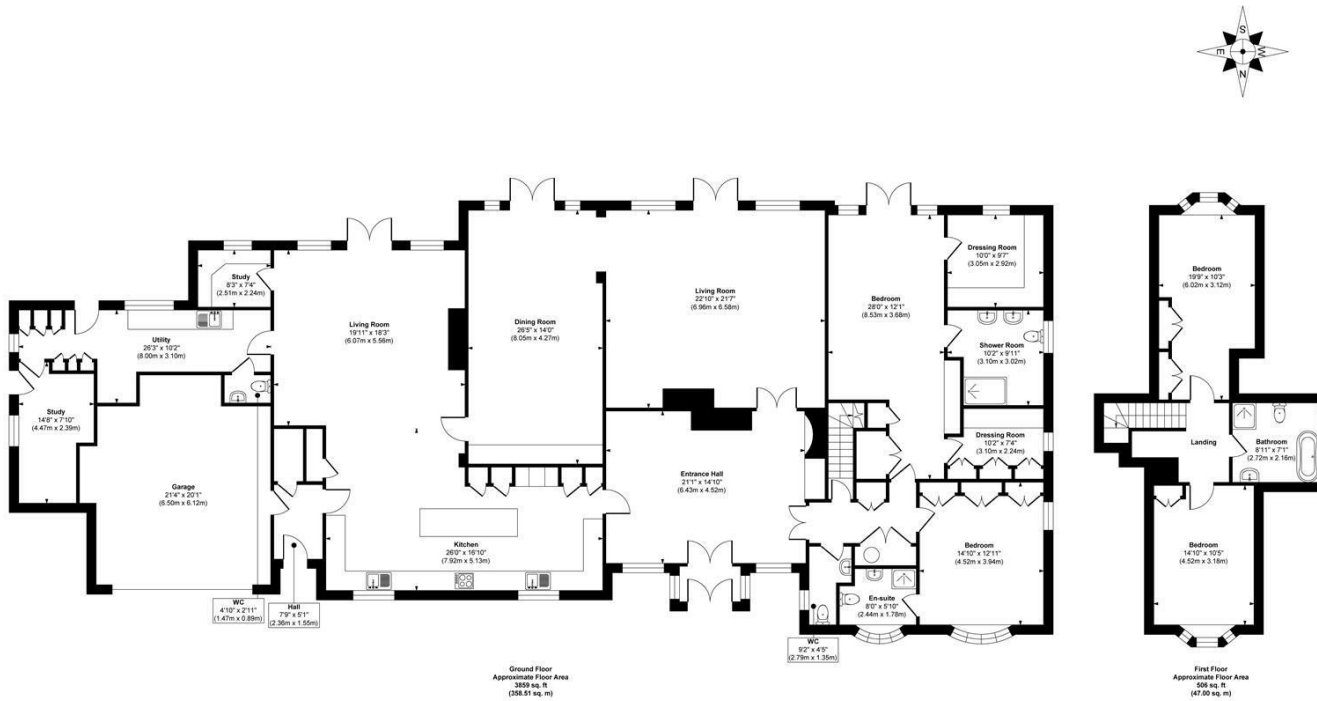 S
E
W
N
Study
8'3" x 7'4"
(2.51m x 2.24m)
Utility
26'3" x 10'2"
(8.00m x 3.10m)
Study
14'8" x 7'10"
(4.47m x 2.39m)
Garage
21'4" x 20'1"
(6.50m x 6.12m)
WC
4'10" x 2'11"
(1.47m x 0.89m)
Hall
7'9" x 5'1"
(2.36m x 1.55m)
Living Room
19'11" x 18'3"
(6.07m x 5.56m)
Dining Room
26'5" x 14'0"
(8.05m x 4.27m)
Kitchen
26'0" x 16'10"
(7.92m x 5.13m)
Living Room
22'10" x 21'7"
(6.96m x 6.58m)
Entrance Hall
21'1" x 14'10"
(6.43m x 4.52m)
Bedroom
28'0" x 12'1"
(8.53m x 3.68m)
Dressing Room
10'0" x 9'7"
(3.05m x 2.92m)
Shower Room
10'2" x 9'11"
(3.10m x 3.02m)
Dressing Room
10'2" x 7'4"
(3.10m x 2.24m)
Bedroom
14'10" x 12'11"
(4.52m x 3.94m)
En-suite
8'0" x 5'10"
(2.44m x 1.78m)
WC
9'2" x 4'5"
(2.79m x 1.35m)
Ground Floor
Approximate Floor Area
3859 sq. ft
(358.51 sq. m)
Bedroom
19'9" x 10'3"
(6.02m x 3.12m)
Landing
Bathroom
8'11" x 7'1"
(2.72m x 2.16m)
Bedroom
14'10" x 10'5"
(4.52m x 3.18m)
First Floor
Approximate Floor Area
506 sq. ft
(47.00 sq. m)